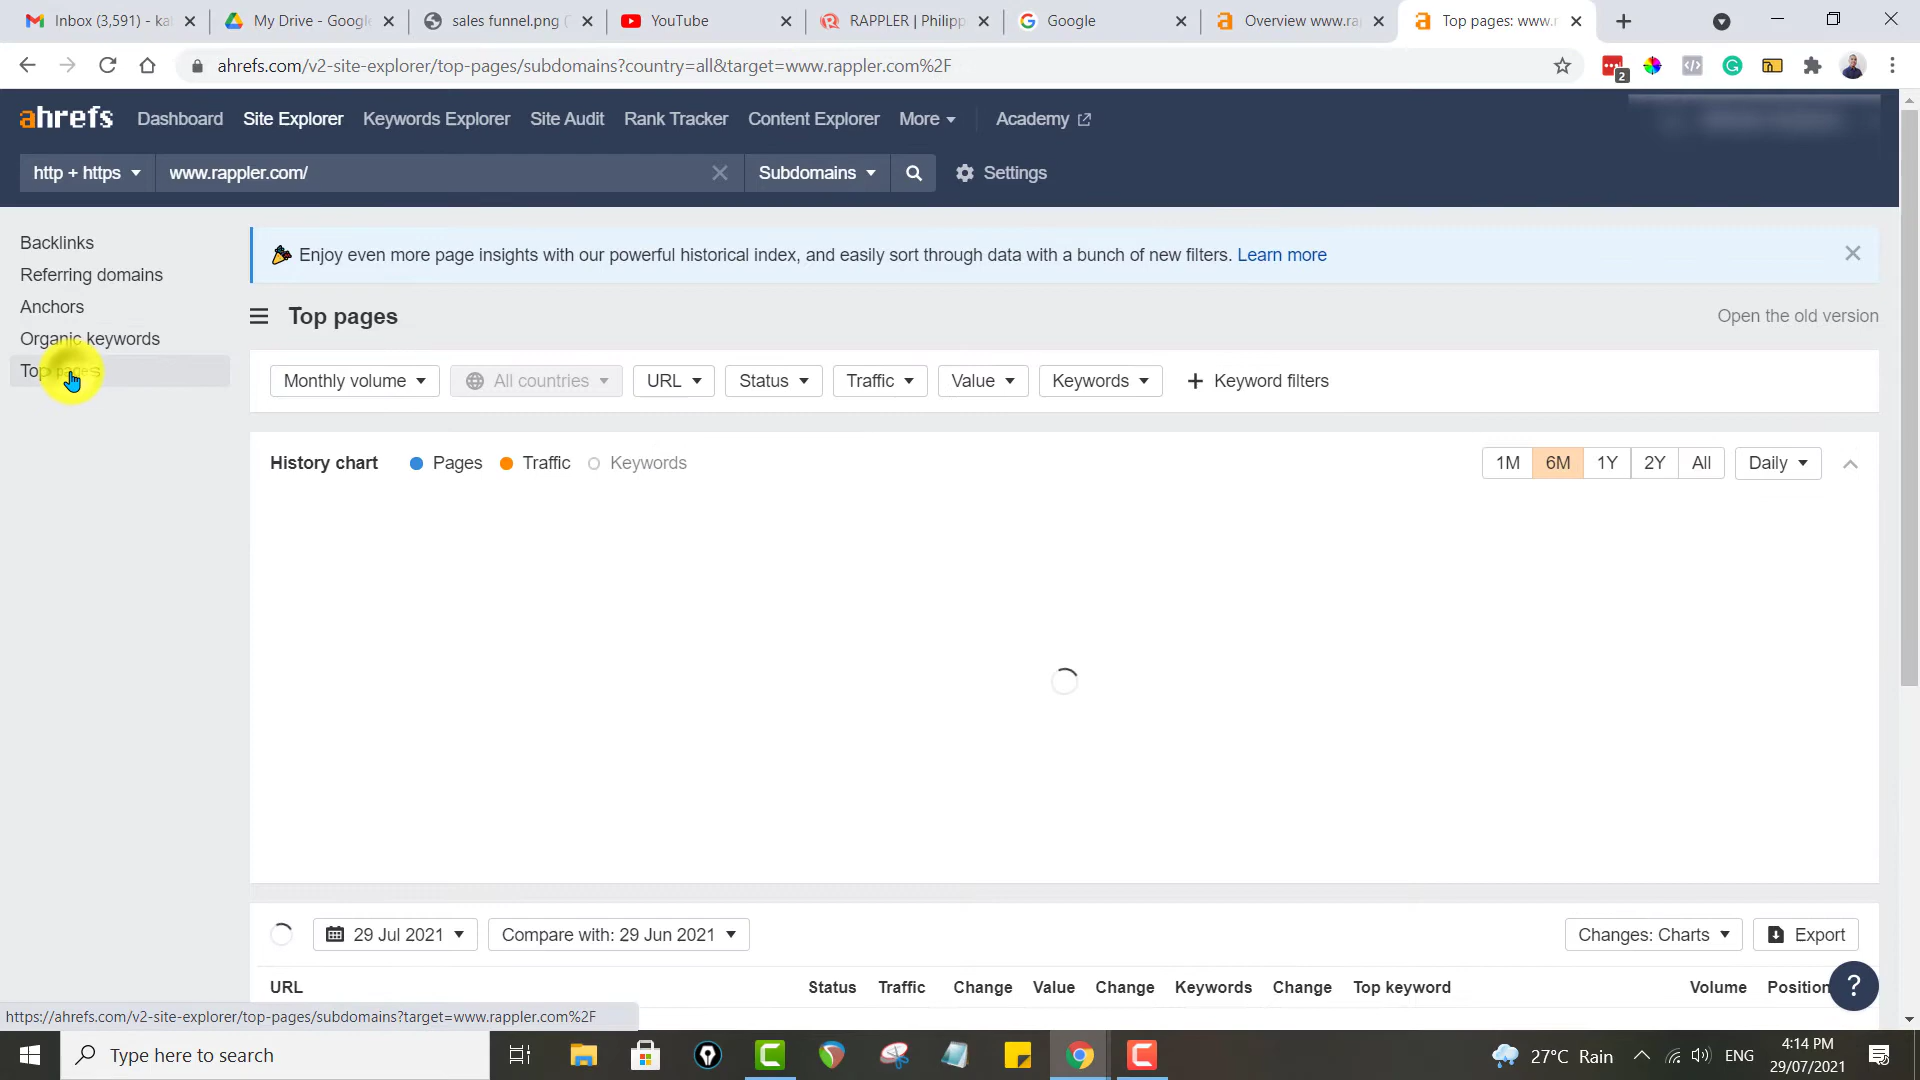 Inbox (3,591) - ka
My Drive - Google
sales funnel.png (
YouTube
RAPPLER | Philipp
Google
Overview www.ra
Top pages: www.r
ahrefs.com/v2-site-explorer/top-pages/subdomains?country=all&target=www.rappler.com%2F
2
ahrefs Dashboard Site Explorer Keywords Explorer Site Audit Rank Tracker Content Explorer More Academy
http + https www.rappler.com/ Subdomains Settings
Backlinks
Referring domains
Anchors
Organic keywords
Top pages
Enjoy even more page insights with our powerful historical index, and easily sort through data with a bunch of new filters. Learn more
Top pages Open the old version
Monthly volume All countries URL Status Traffic Value Keywords + Keyword filters
History chart Pages Traffic Keywords 1M 6M 1Y 2Y All Daily
29 Jul 2021 Compare with: 29 Jun 2021 Changes: Charts Export
URL Status Traffic Change Value Change Keywords Change Top keyword Volume Position
?
https://ahrefs.com/v2-site-explorer/top-pages/subdomains?target=www.rappler.com%2F
Type here to search
27°C Rain ENG
4:14 PM
29/07/2021